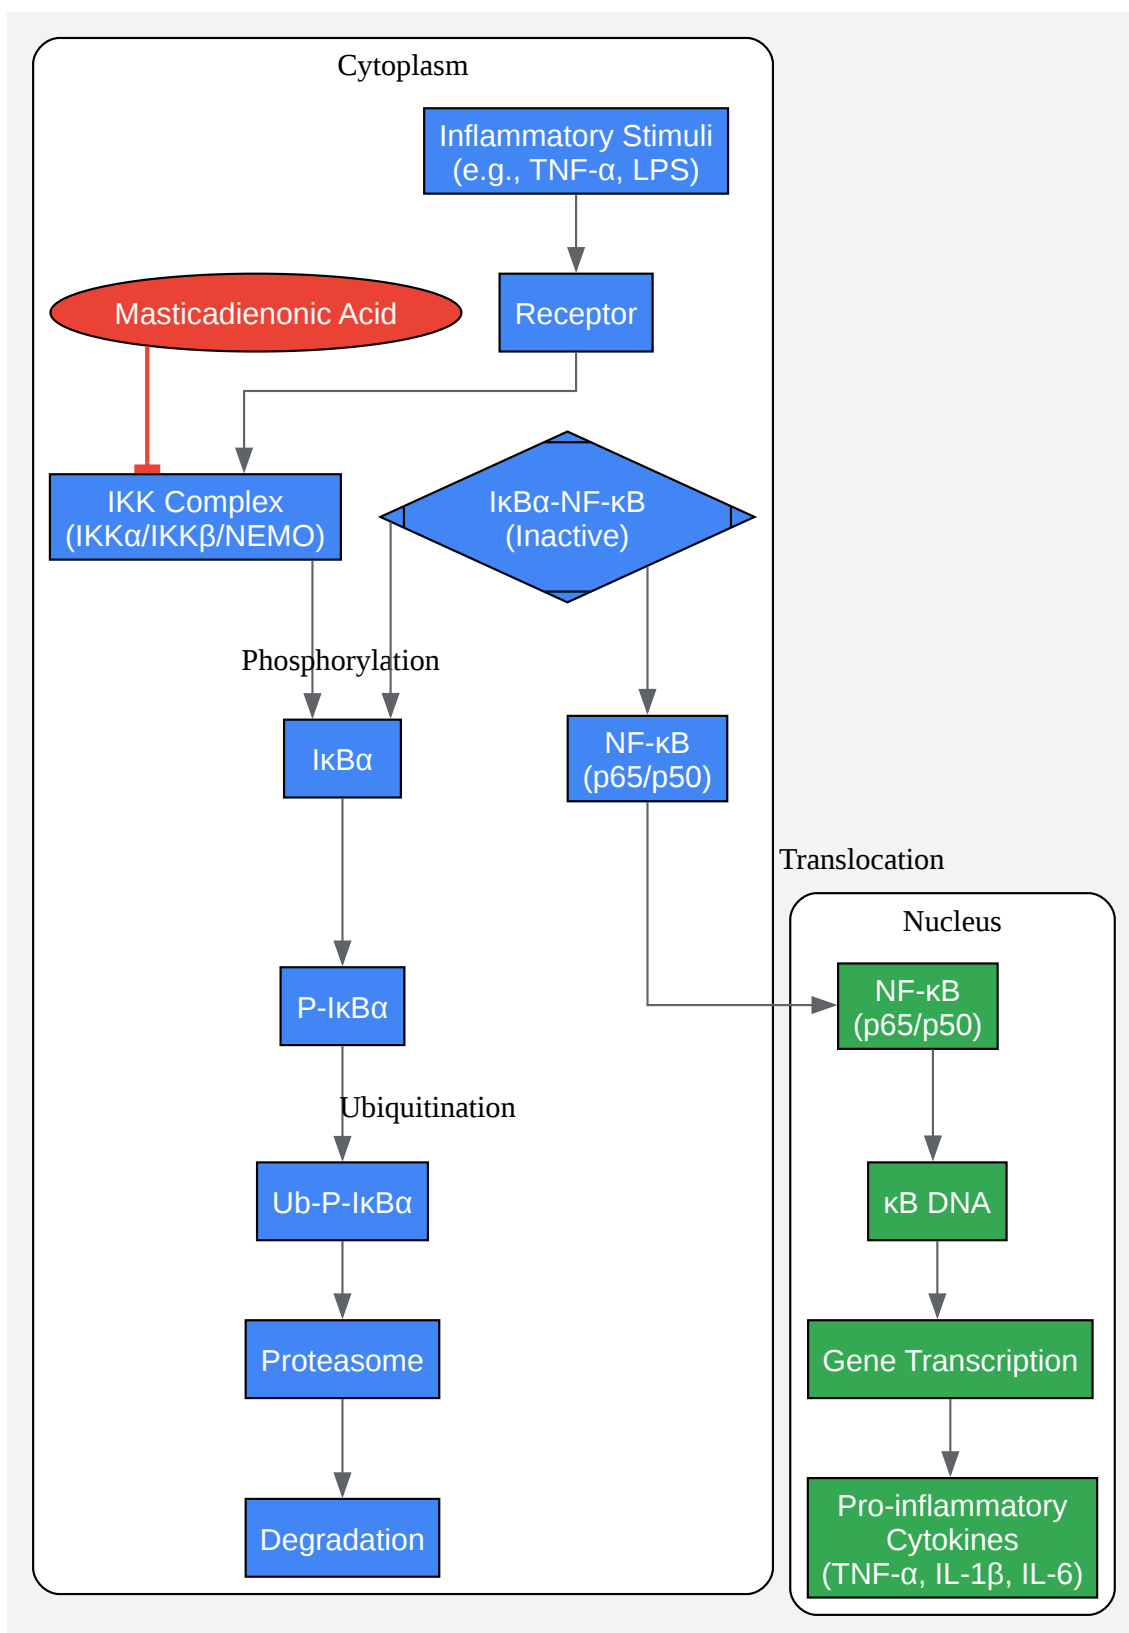 Cytoplasm
Inflammatory Stimuli
(e.g., TNF-α, LPS)
Masticadienonic Acid
Receptor
IKK Complex
(IKKα/IKKβ/NEMO)
IκBα-NF-κB
(Inactive)
Phosphorylation
IκBα
NF-κB
(p65/p50)
Translocation
Nucleus
P-IκBα
NF-κB
(p65/p50)
Ubiquitination
Ub-P-IκBα
κB DNA
Proteasome
Gene Transcription
Degradation
Pro-inflammatory
Cytokines
(TNF-α, IL-1β, IL-6)